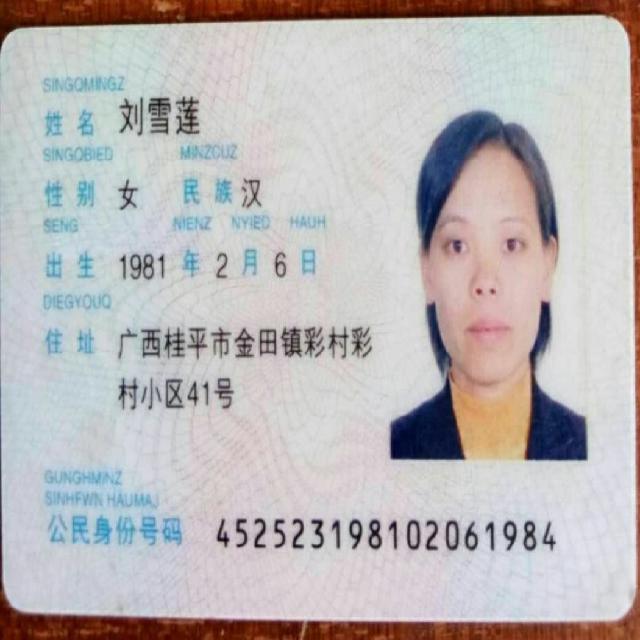 SINGQMINGZ
姓名 刘雪莲
SINGQBIED MINZCUZ
性别 女 民族 汉
SENG NIENZ NYIED HAUH
出生 1981 年 2 月 6 日
DIEGYOUQ
住址 广西桂平市金田镇彩村彩
村小区41号
GUNGHMINZ
SINHFWN HAUMAJ
公民身份号码 452523198102061984